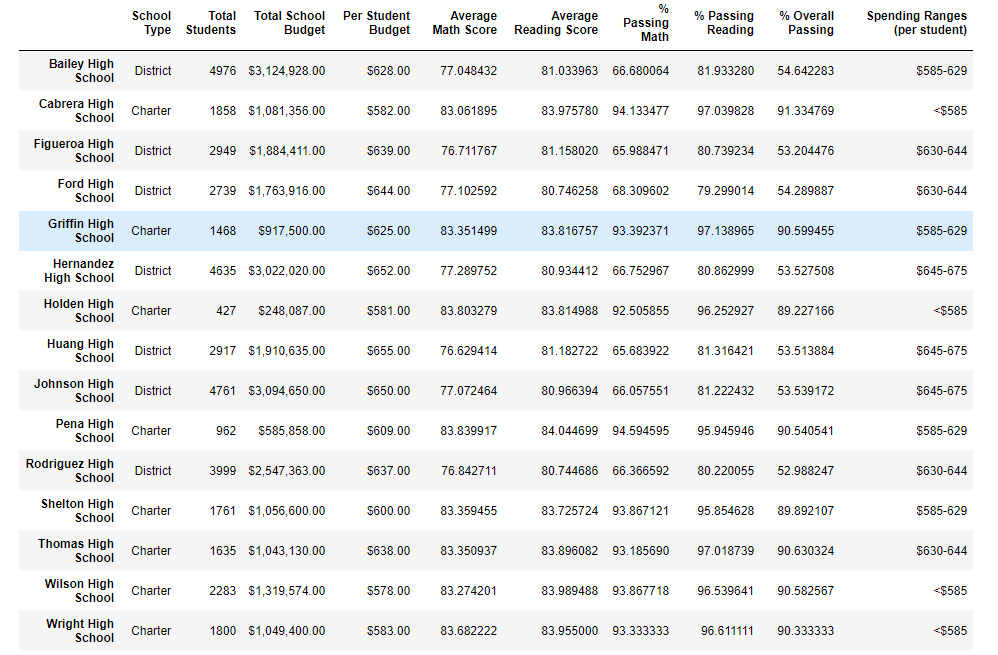 School Type Total Students Total School Budget Per Student Budget Average Math Score Average Reading Score % Passing Math % Passing Reading % Overall Passing Spending Ranges (per student)
Bailey High School District 4976 $3,124,928.00 $628.00 77.048432 81.033963 66.680064 81.933280 54.642283 $585-629
Cabrera High School Charter 1858 $1,081,356.00 $582.00 83.061895 83.975780 94.133477 97.039828 91.334769 <$585
Figueroa High School District 2949 $1,884,411.00 $639.00 76.711767 81.158020 65.988471 80.739234 53.204476 $630-644
Ford High School District 2739 $1,763,916.00 $644.00 77.102592 80.746258 68.309602 79.299014 54.289887 $630-644
Griffin High School Charter 1468 $917,500.00 $625.00 83.351499 83.816757 93.392371 97.138965 90.599455 $585-629
Hernandez High School District 4635 $3,022,020.00 $652.00 77.289752 80.934412 66.752967 80.862999 53.527508 $645-675
Holden High School Charter 427 $248,087.00 $581.00 83.803279 83.814988 92.505855 96.252927 89.227166 <$585
Huang High School District 2917 $1,910,635.00 $655.00 76.629414 81.182722 65.683922 81.316421 53.513884 $645-675
Johnson High School District 4761 $3,094,650.00 $650.00 77.072464 80.966394 66.057551 81.222432 53.539172 $645-675
Pena High School Charter 962 $585,858.00 $609.00 83.839917 84.044699 94.594595 95.945946 90.540541 $585-629
Rodriguez High School District 3999 $2,547,363.00 $637.00 76.842711 80.744686 66.366592 80.220055 52.988247 $630-644
Shelton High School Charter 1761 $1,056,600.00 $600.00 83.359455 83.725724 93.867121 95.854628 89.892107 $585-629
Thomas High School Charter 1635 $1,043,130.00 $638.00 83.350937 83.896082 93.185690 97.018739 90.630324 $630-644
Wilson High School Charter 2283 $1,319,574.00 $578.00 83.274201 83.989488 93.867718 96.539641 90.582567 <$585
Wright High School Charter 1800 $1,049,400.00 $583.00 83.682222 83.955000 93.333333 96.611111 90.333333 <$585